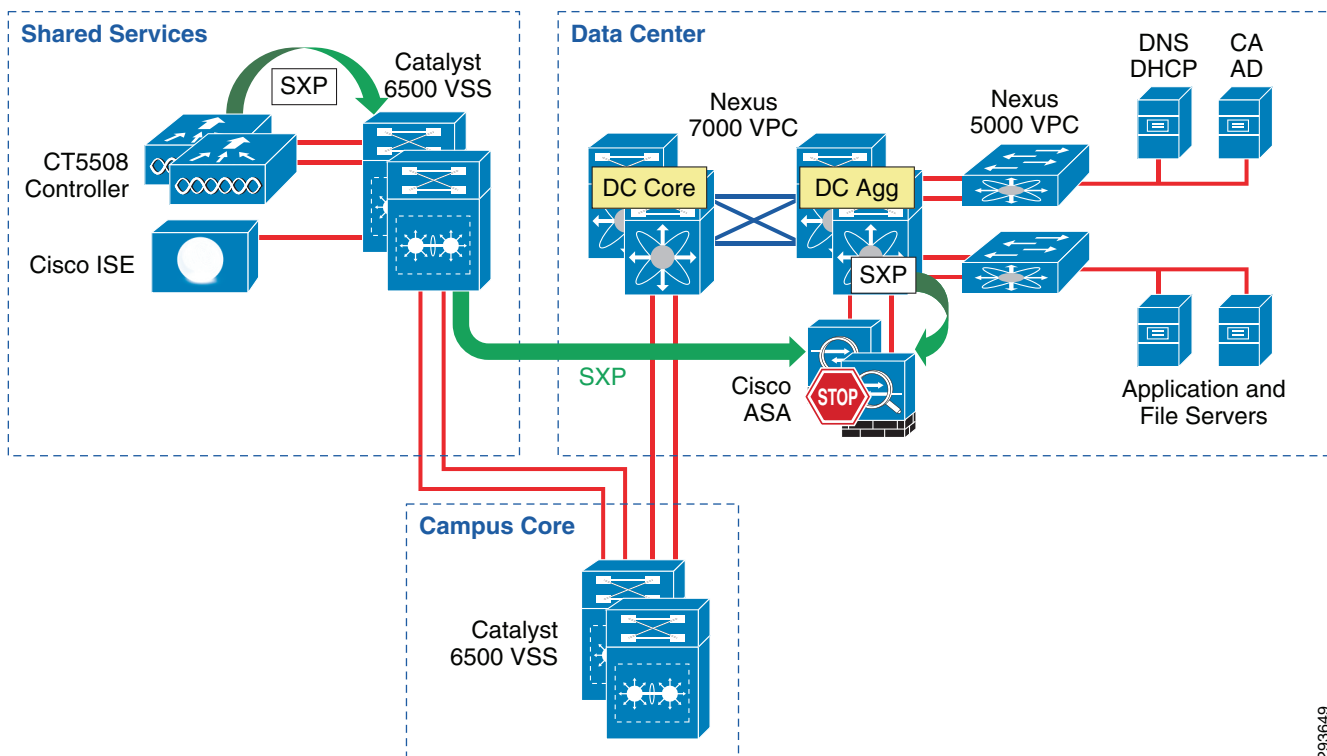 Shared Services
SXP
Catalyst
6500 VSS
CT5508
Controller
Cisco ISE
Data Center
DNS
DHCP
CA
AD
Nexus
7000 VPC
Nexus
5000 VPC
DC Core
DC Agg
SXP
SXP
Cisco
ASA
STOP
Application and
File Servers
Campus Core
Catalyst
6500 VSS
293649